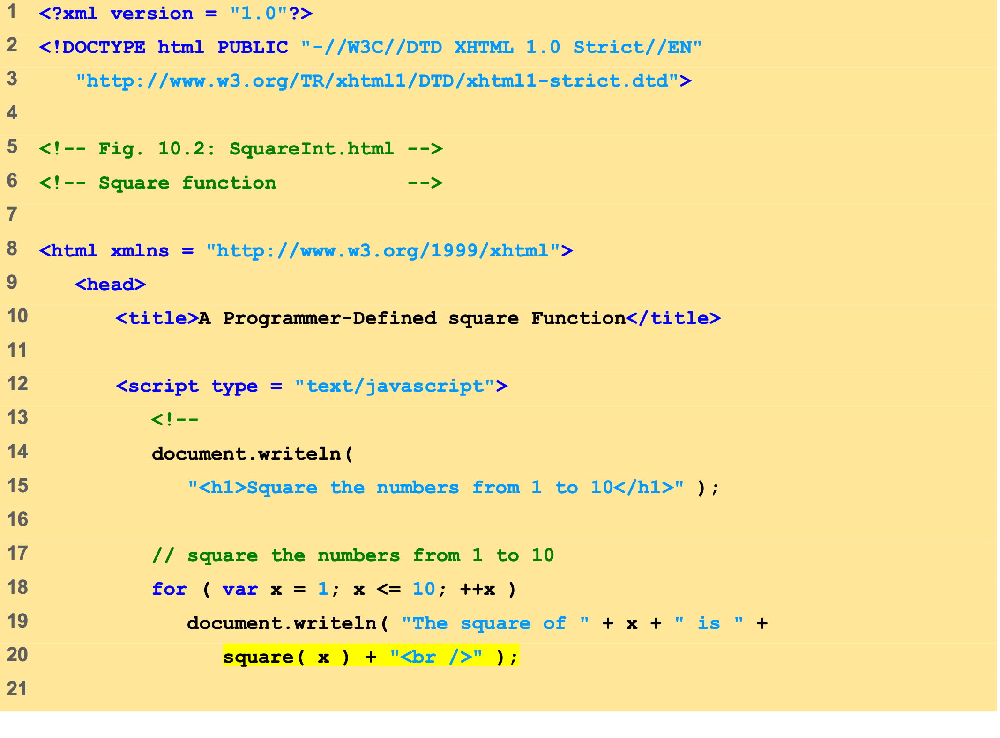 1 <?xml version = "1.0"?>
2 <!DOCTYPE html PUBLIC "-//W3C//DTD XHTML 1.0 Strict//EN"
3    "http://www.w3.org/TR/xhtml1/DTD/xhtml1-strict.dtd">
4
5 <!-- Fig. 10.2: SquareInt.html -->
6 <!-- Square function           -->
7
8 <html xmlns = "http://www.w3.org/1999/xhtml">
9    <head>
10       <title>A Programmer-Defined square Function</title>
11
12       <script type = "text/javascript">
13          <!--
14          document.writeln(
15             "<h1>Square the numbers from 1 to 10</h1>" );
16
17          // square the numbers from 1 to 10
18          for ( var x = 1; x <= 10; ++x )
19             document.writeln( "The square of " + x + " is " +
20                square( x ) + "<br />" );
21